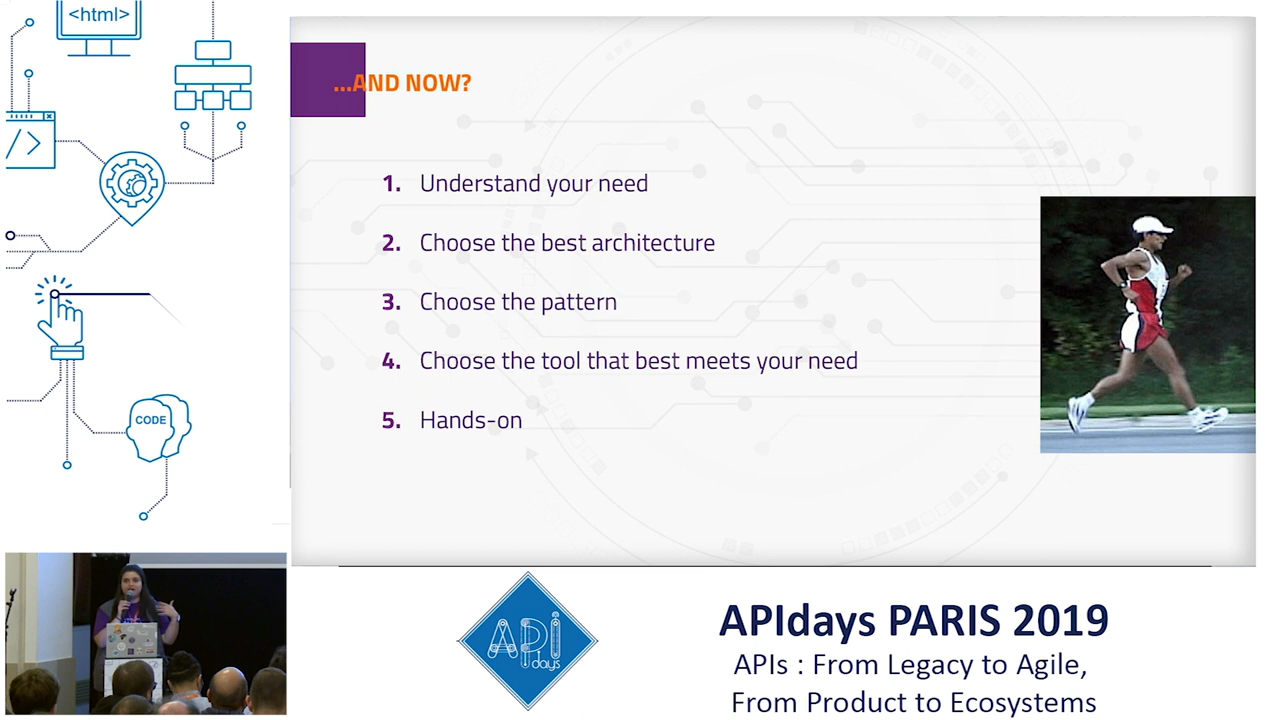 <html>
/>
CODE
...AND NOW?
1. Understand your need
2. Choose the best architecture
3. Choose the pattern
4. Choose the tool that best meets your need
5. Hands-on
API
days
APIdays PARIS 2019
APIs : From Legacy to Agile,
From Product to Ecosystems